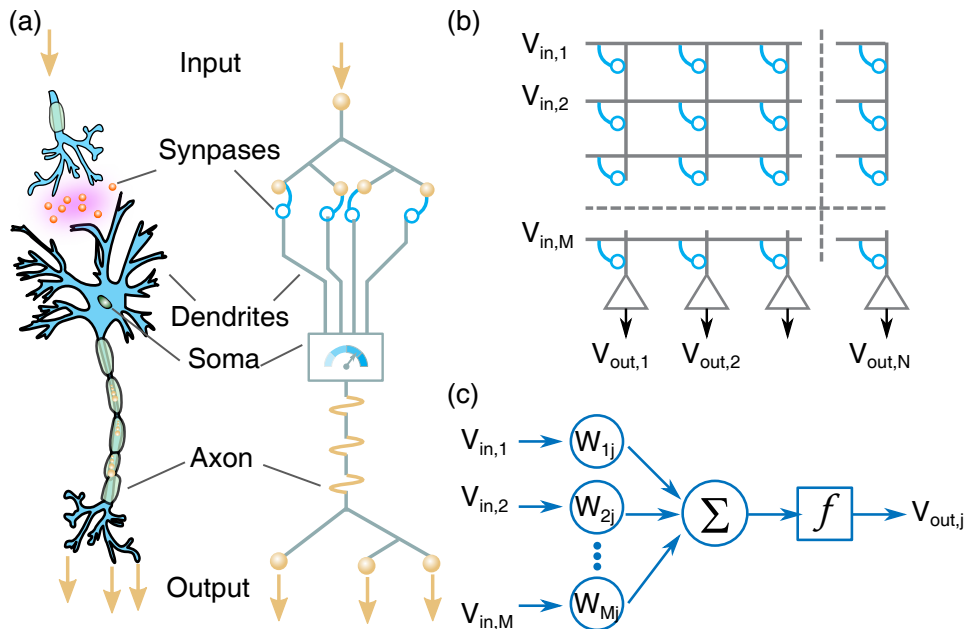 (a)
Input
Synpases
Dendrites
Soma
Axon
Output
(b)
V_in,1
V_in,2
V_in,M
V_out,1 V_out,2 V_out,N
(c)
V_in,1 W_1j
V_in,2 W_2j Σ f V_out,j
V_in,M W_Mj